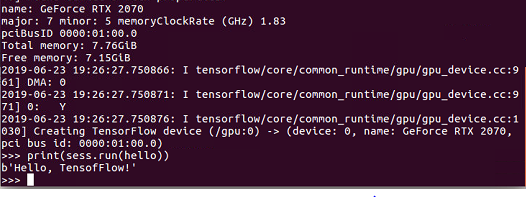 name: GeForce RTX 2070
major: 7 minor: 5 memoryClockRate (GHz) 1.83
pciBusID 0000:01:00.0
Total memory: 7.76GiB
Free memory: 7.15GiB
2019-06-23 19:26:27.750866: I tensorflow/core/common_runtime/gpu/gpu_device.cc:9
61] DMA: 0
2019-06-23 19:26:27.750871: I tensorflow/core/common_runtime/gpu/gpu_device.cc:9
71] 0:   Y
2019-06-23 19:26:27.750876: I tensorflow/core/common_runtime/gpu/gpu_device.cc:1
030] Creating TensorFlow device (/gpu:0) -> (device: 0, name: GeForce RTX 2070,
pci bus id: 0000:01:00.0)
>>> print(sess.run(hello))
b'Hello, TensofFlow!'
>>>